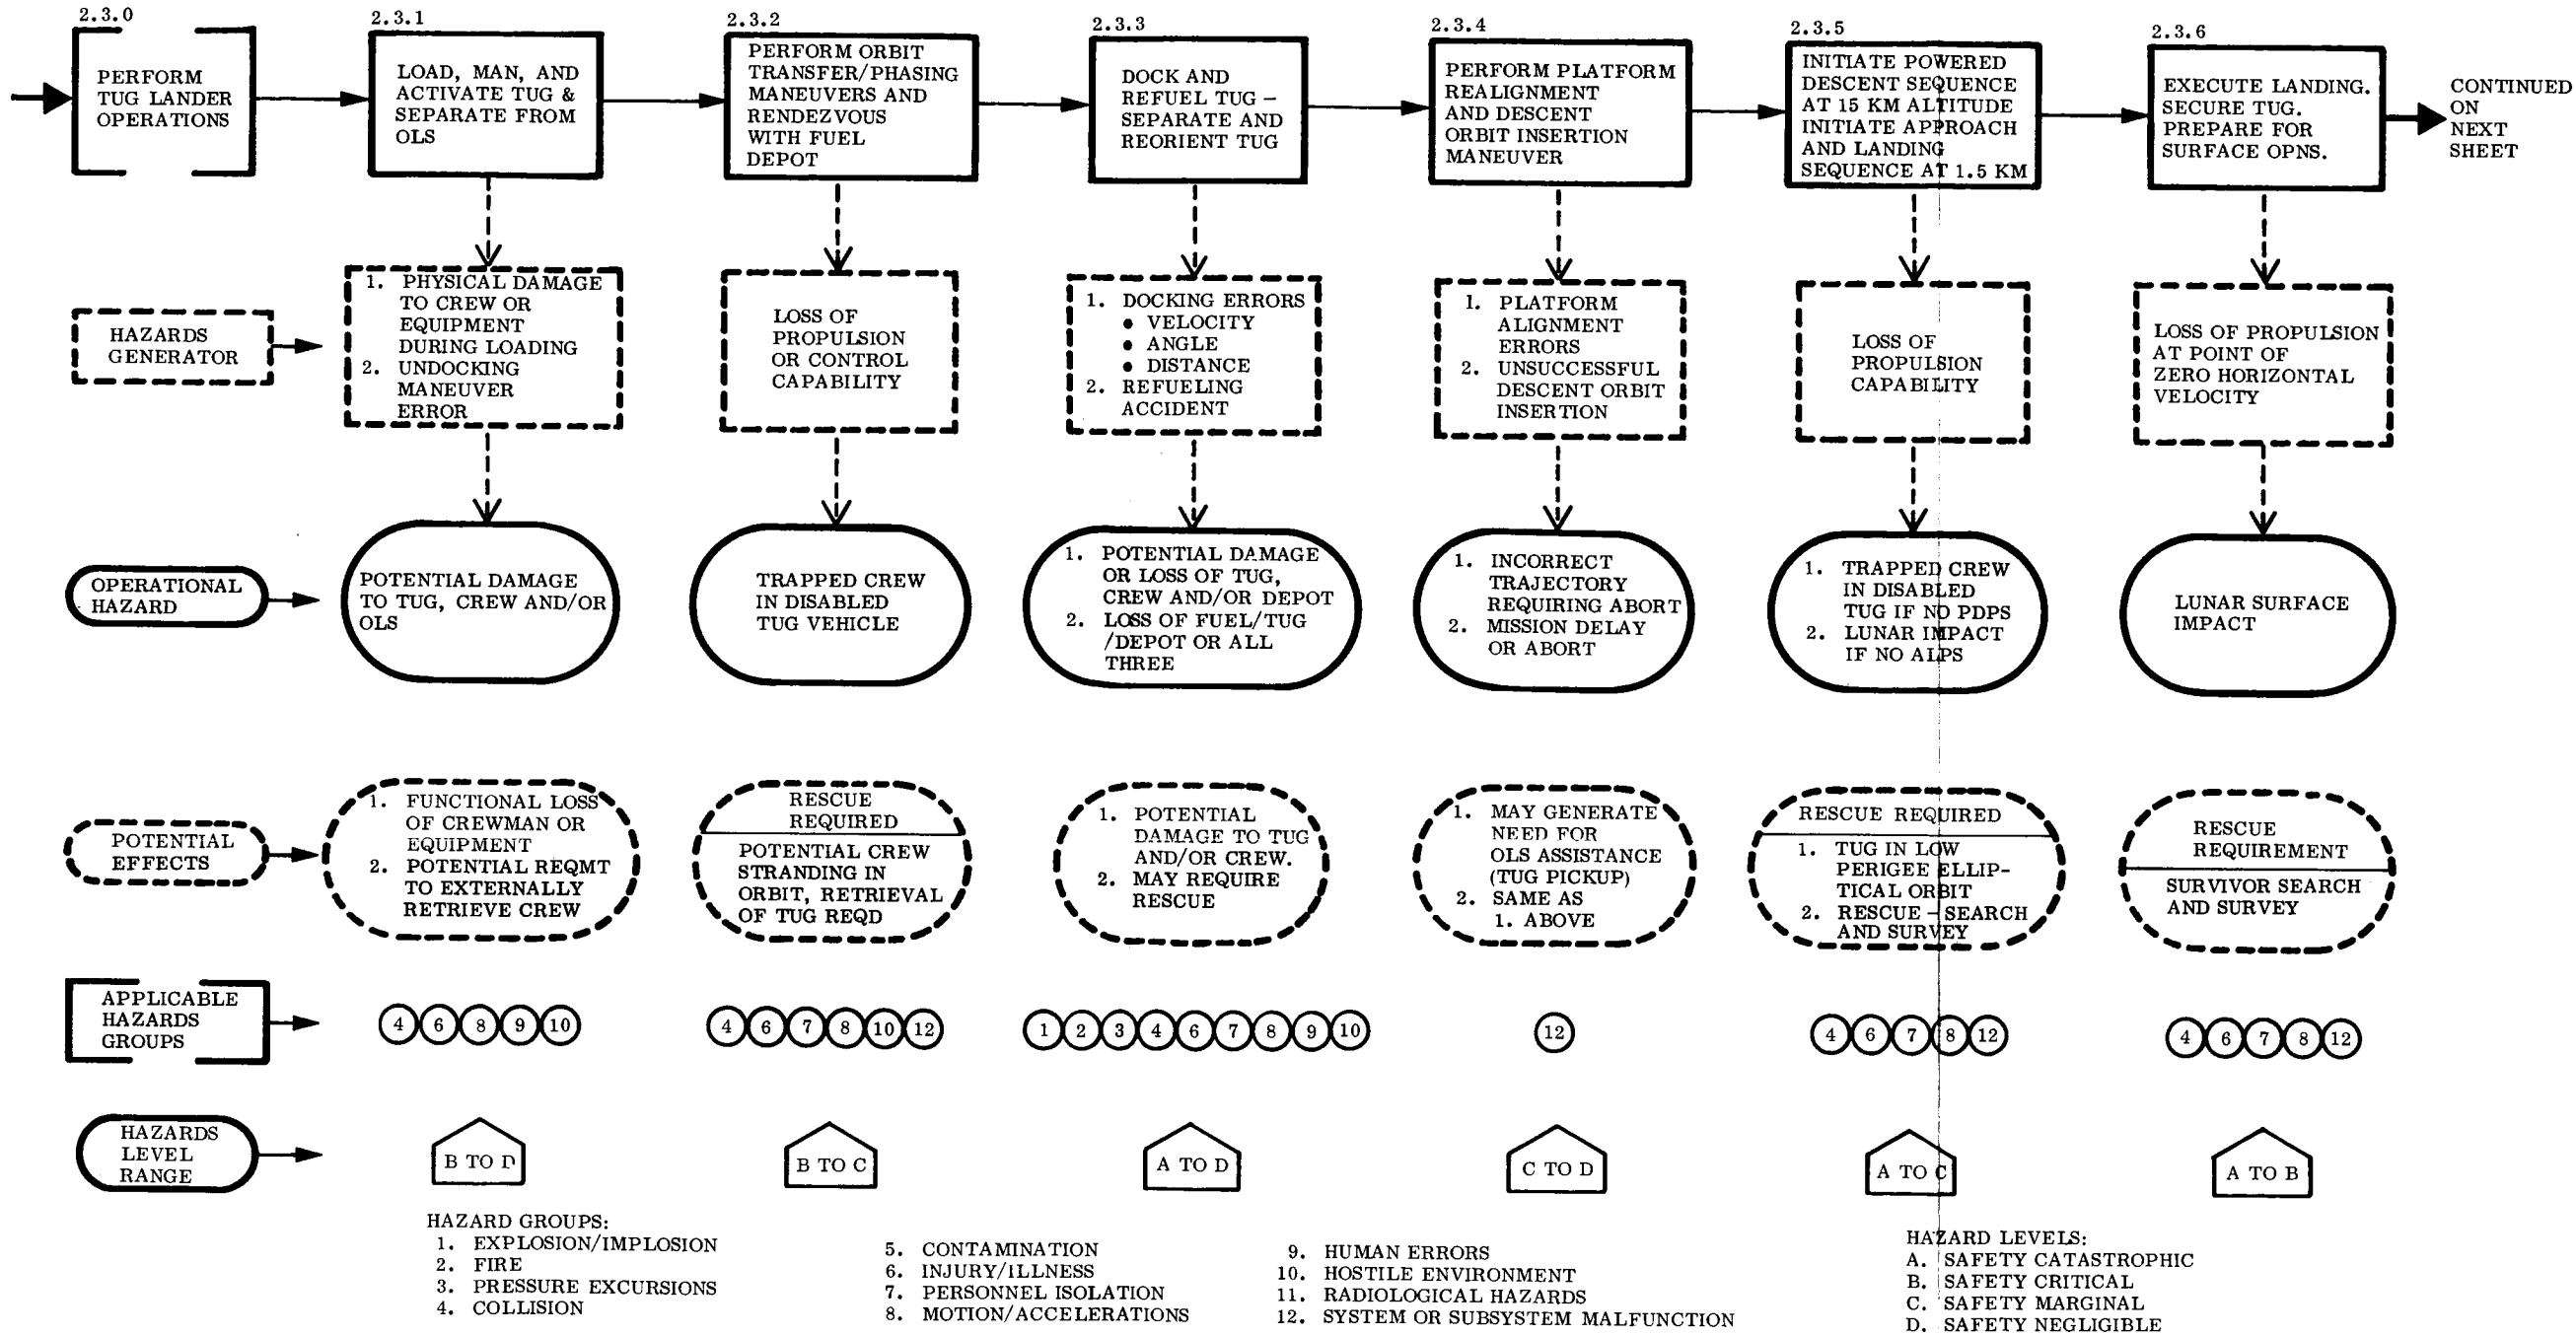 2.3.0
PERFORM
TUG LANDER
OPERATIONS
2.3.1
LOAD, MAN, AND
ACTIVATE TUG &
SEPARATE FROM
OLS
2.3.2
PERFORM ORBIT
TRANSFER/PHASING
MANEUVERS AND
RENDEZVOUS
WITH FUEL
DEPOT
2.3.3
DOCK AND
REFUEL TUG –
SEPARATE AND
REORIENT TUG
2.3.4
PERFORM PLATFORM
REALIGNMENT
AND DESCENT
ORBIT INSERTION
MANEUVER
2.3.5
INITIATE POWERED
DESCENT SEQUENCE
AT 15 KM ALTITUDE
INITIATE APPROACH
AND LANDING
SEQUENCE AT 1.5 KM
2.3.6
EXECUTE LANDING.
SECURE TUG.
PREPARE FOR
SURFACE OPNS.
CONTINUED
ON
NEXT
SHEET
HAZARDS
GENERATOR
1. PHYSICAL DAMAGE
TO CREW OR
EQUIPMENT
DURING LOADING
2. UNDOCKING
MANEUVER
ERROR
LOSS OF
PROPULSION
OR CONTROL
CAPABILITY
1. DOCKING ERRORS
• VELOCITY
• ANGLE
• DISTANCE
2. REFUELING
ACCIDENT
1. PLATFORM
ALIGNMENT
ERRORS
2. UNSUCCESSFUL
DESCENT ORBIT
INSERTION
LOSS OF
PROPULSION
CAPABILITY
LOSS OF PROPULSION
AT POINT OF
ZERO HORIZONTAL
VELOCITY
OPERATIONAL
HAZARD
POTENTIAL DAMAGE
TO TUG, CREW AND/OR
OLS
TRAPPED CREW
IN DISABLED
TUG VEHICLE
1. POTENTIAL DAMAGE
OR LOSS OF TUG,
CREW AND/OR DEPOT
2. LOSS OF FUEL/TUG
/DEPOT OR ALL
THREE
1. INCORRECT
TRAJECTORY
REQUIRING ABORT
2. MISSION DELAY
OR ABORT
1. TRAPPED CREW
IN DISABLED
TUG IF NO PDPS
2. LUNAR IMPACT
IF NO ALPS
LUNAR SURFACE
IMPACT
POTENTIAL
EFFECTS
1. FUNCTIONAL LOSS
OF CREWMAN OR
EQUIPMENT
2. POTENTIAL REQMT
TO EXTERNALLY
RETRIEVE CREW
RESCUE
REQUIRED
POTENTIAL CREW
STRANDING IN
ORBIT, RETRIEVAL
OF TUG REQD
1. POTENTIAL
DAMAGE TO TUG
AND/OR CREW.
2. MAY REQUIRE
RESCUE
1. MAY GENERATE
NEED FOR
OLS ASSISTANCE
(TUG PICKUP)
2. SAME AS
1. ABOVE
RESCUE REQUIRED
1. TUG IN LOW
PERIGEE ELLIP-
TICAL ORBIT
2. RESCUE – SEARCH
AND SURVEY
RESCUE
REQUIREMENT
SURVIVOR SEARCH
AND SURVEY
APPLICABLE
HAZARDS
GROUPS
4 6 8 9 10
4 6 7 8 10 12
1 2 3 4 6 7 8 9 10
12
4 6 7 8 12
4 6 7 8 12
HAZARDS
LEVEL
RANGE
B TO D
B TO C
A TO D
C TO D
A TO C
A TO B
HAZARD GROUPS:
1. EXPLOSION/IMPLOSION
2. FIRE
3. PRESSURE EXCURSIONS
4. COLLISION
5. CONTAMINATION
6. INJURY/ILLNESS
7. PERSONNEL ISOLATION
8. MOTION/ACCELERATIONS
9. HUMAN ERRORS
10. HOSTILE ENVIRONMENT
11. RADIOLOGICAL HAZARDS
12. SYSTEM OR SUBSYSTEM MALFUNCTION
HAZARD LEVELS:
A. SAFETY CATASTROPHIC
B. SAFETY CRITICAL
C. SAFETY MARGINAL
D. SAFETY NEGLIGIBLE